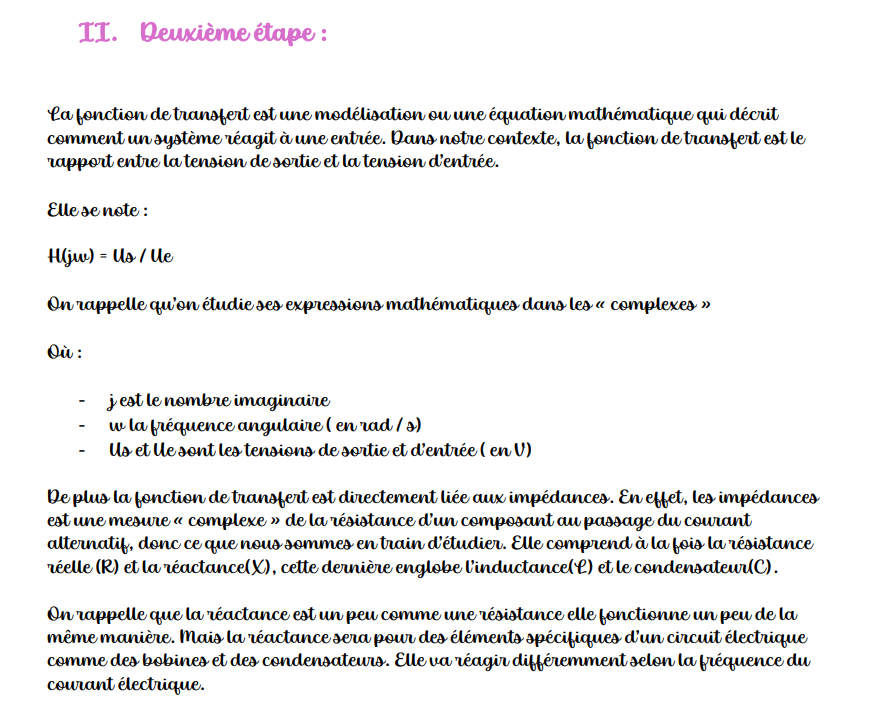 II. Deuxième étape :
La fonction de transfert est une modélisation ou une équation mathématique qui décrit
comment un système réagit à une entrée. Dans notre contexte, la fonction de transfert est le
rapport entre la tension de sortie et la tension d'entrée.
Elle se note :
H(jw) = Us / Ue
On rappelle qu'on étudie ses expressions mathématiques dans les « complexes »
Où :
- j est le nombre imaginaire
- w la fréquence angulaire ( en rad / s)
- Us et Ue sont les tensions de sortie et d'entrée ( en V)
De plus la fonction de transfert est directement liée aux impédances. En effet, les impédances
est une mesure « complexe » de la résistance d'un composant au passage du courant
alternatif, donc ce que nous sommes en train d'étudier. Elle comprend à la fois la résistance
réelle (R) et la réactance(X), cette dernière englobe l'inductance(L) et le condensateur(C).
On rappelle que la réactance est un peu comme une résistance elle fonctionne un peu de la
même manière. Mais la réactance sera pour des éléments spécifiques d'un circuit électrique
comme des bobines et des condensateurs. Elle va réagir différemment selon la fréquence du
courant électrique.